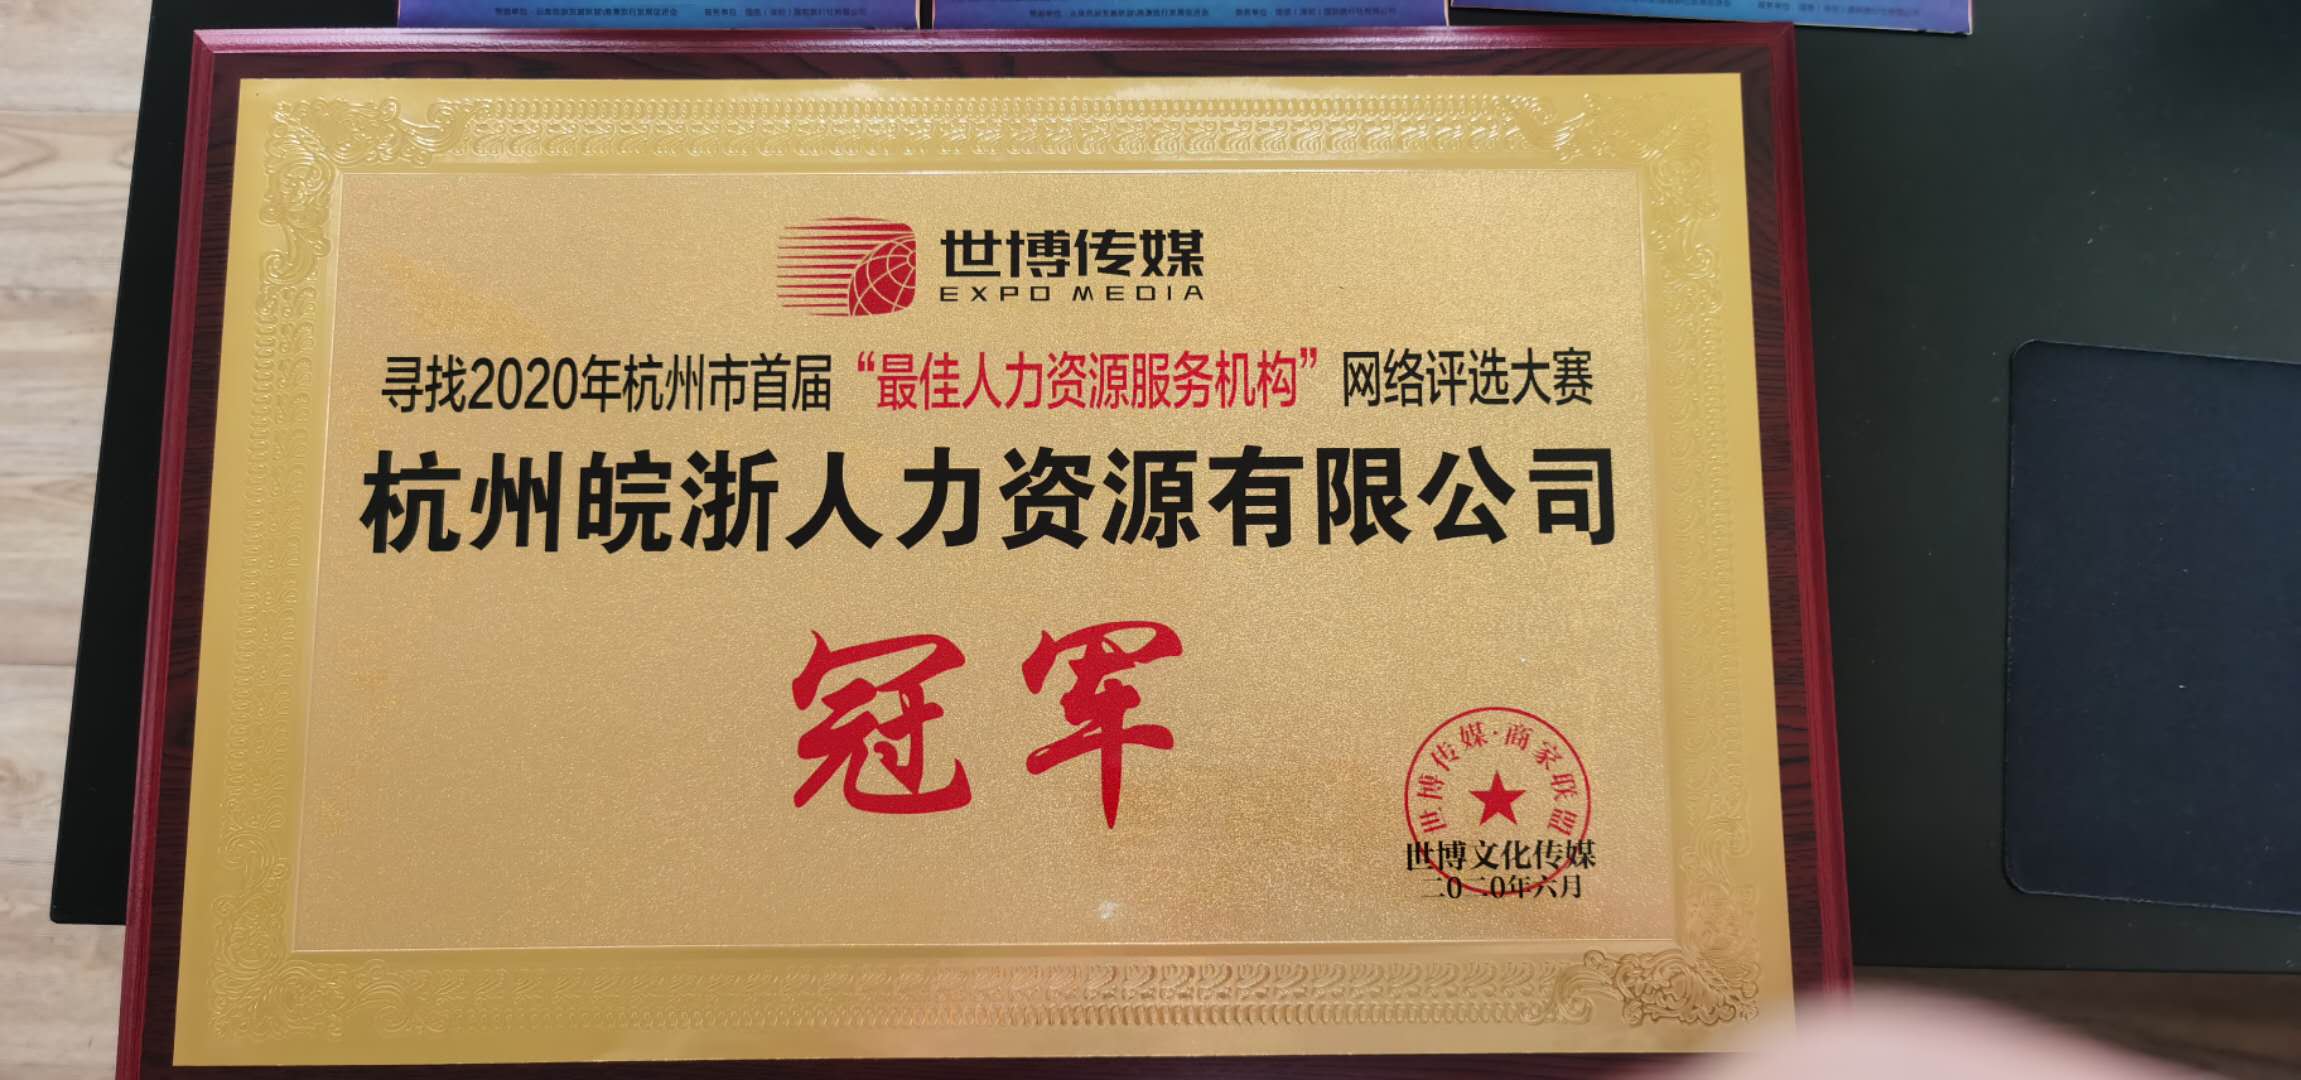 世博传媒
EXPO MEDIA
寻找2020年杭州市首届“最佳人力资源服务机构”网络评选大赛
杭州皖浙人力资源有限公司
冠军
世博传媒·商家联盟
世博文化传媒
二0二0年六月